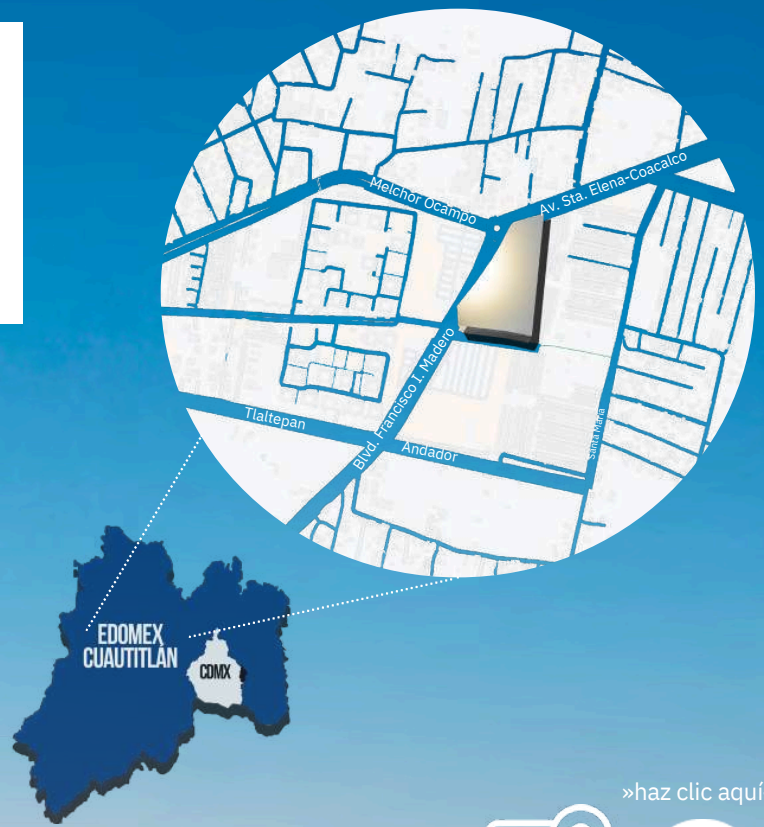 Melchor Ocampo
Av. Sta. Elena-Coacalco
Blvd. Francisco I. Madero
Tlaltepan
Andador
Santa María
EDOMEX
CUAUTITLÁN
CDMX
»haz clic aquí